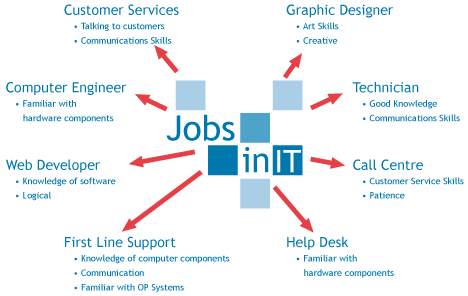 Customer Services
• Talking to customers
• Communications Skills
Graphic Designer
• Art Skills
• Creative
Computer Engineer
• Familiar with
hardware components
Technician
• Good Knowledge
• Communications Skills
Jobs
in IT
Web Developer
• Knowledge of software
• Logical
Call Centre
• Customer Service Skills
• Patience
First Line Support
• Knowledge of computer components
• Communication
• Familiar with OP Systems
Help Desk
• Familiar with
hardware components